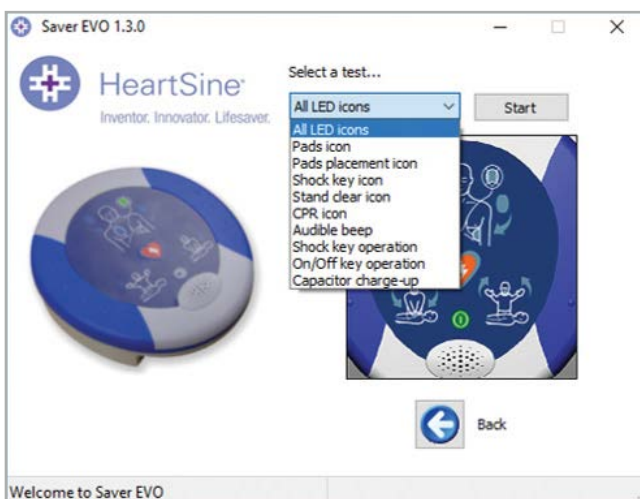 Saver EVO 1.3.0
HeartSine
Inventor. Innovator. Lifesaver.
Select a test...
All LED icons
Start
All LED icons
Pads icon
Pads placement icon
Shock key icon
Stand clear icon
CPR icon
Audible beep
Shock key operation
On/Off key operation
Capacitor charge-up
Back
Welcome to Saver EVO